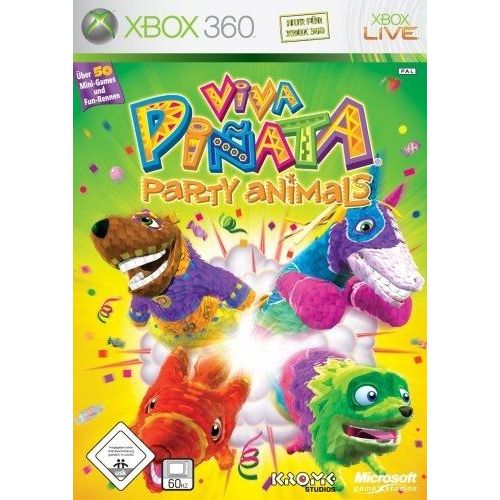 XBOX 360
NUR FÜR
XBOX 360
XBOX
LIVE
PAL
Über 50
Mini-Games
und
Fun-Rennen
VIVA
PIÑATA
PARTY ANIMALS
usk
60Hz
KROME
STUDIOS
Microsoft
game studios